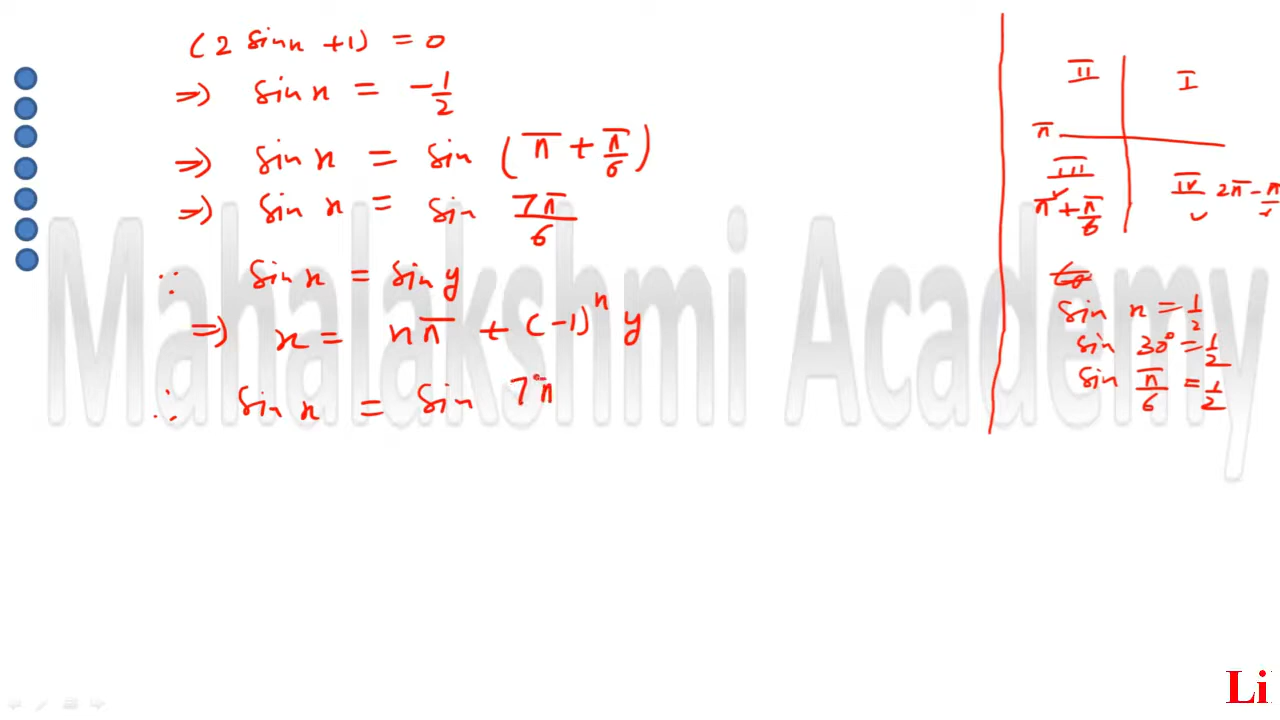 (2 sin x + 1) = 0
⇒ sin x = -1/2
⇒ sin x = sin (π + π/6)
⇒ sin x = sin 7π/6
∵ sin x = sin y
⇒ x = nπ + (-1)^n y
∴ sin x = sin 7π
II I
π
III IV 2π - π
π + π/6
sin x = 1/2
sin 30° = 1/2
sin π/6 = 1/2
Mahalakshmi Academy
Li